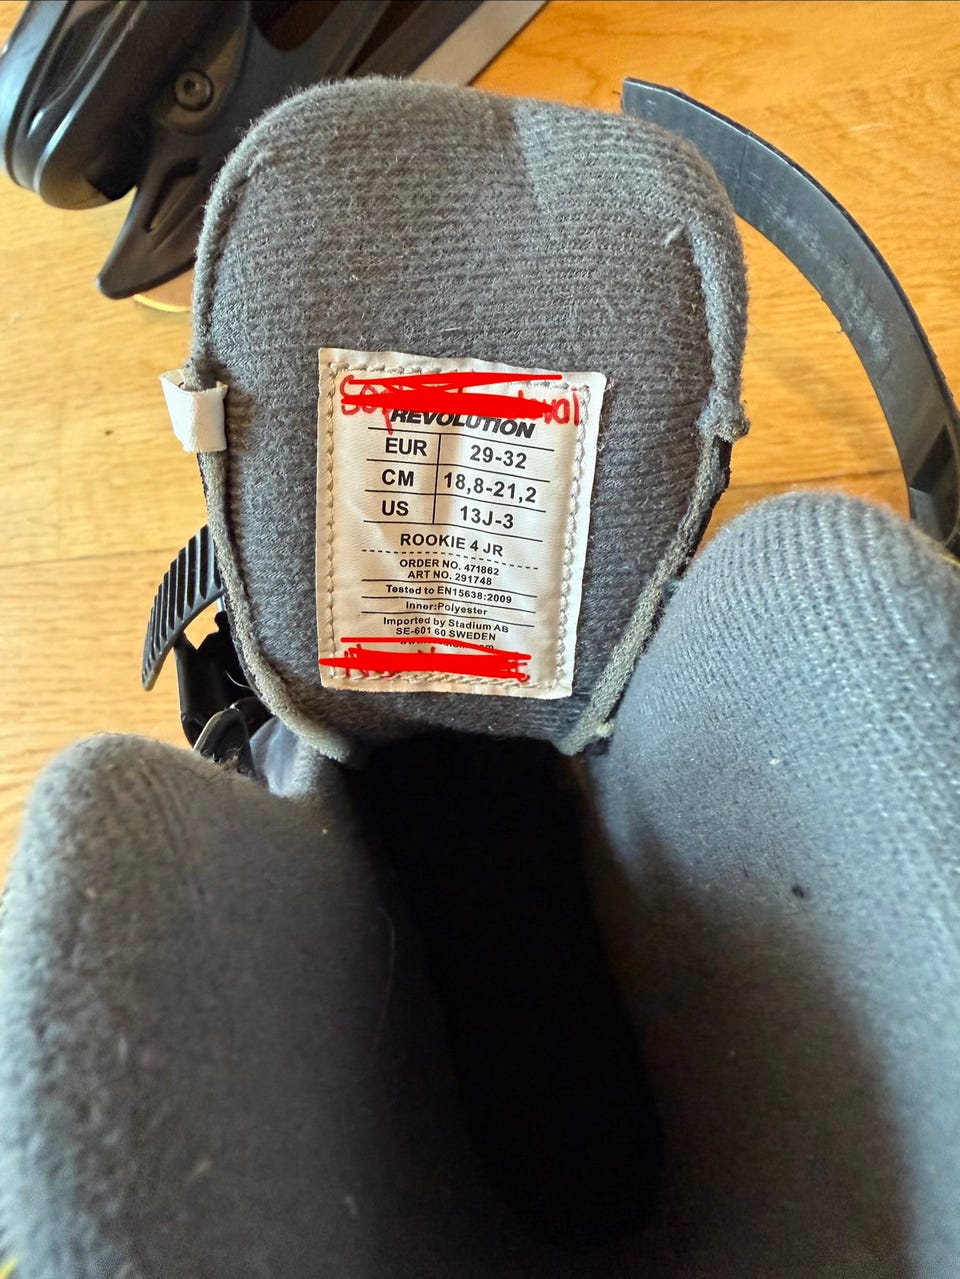 REVOLUTION
EUR 29-32
CM 18,8-21,2
US 13J-3
ROOKIE 4 JR
ORDER NO. 471862
ART NO. 291748
Tested to EN15638:2009
Inner:Polyester
Imported by Stadium AB
SE-601 60 SWEDEN